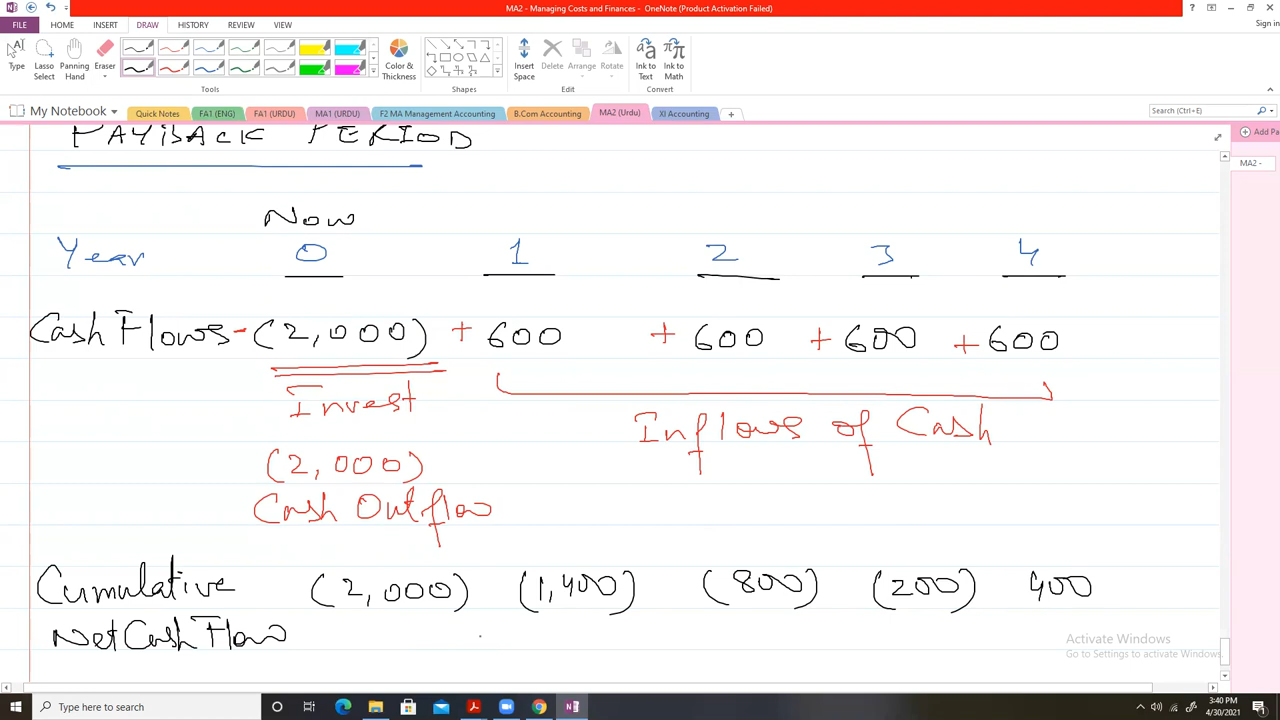 MA2 - Managing Costs and Finances - OneNote (Product Activation Failed)
Sign in
FILE HOME INSERT DRAW HISTORY REVIEW VIEW
Type Lasso Select Panning Hand Eraser Color & Thickness Insert Space Delete Arrange Rotate Ink to Text Ink to Math
Tools Shapes Edit Convert
My Notebook Quick Notes FA1 (ENG) FA1 (URDU) MA1 (URDU) F2 MA Management Accounting B.Com Accounting MA2 (Urdu) XI Accounting Search (Ctrl+E)
Add Pa
MA2 -
PAYBACK PERIOD
Now
Year 0 1 2 3 4
Cash Flows - (2,000) + 600 + 600 + 600 + 600
Invest
Inflows of Cash
(2,000)
Cash Outflow
Cumulative (2,000) (1,400) (800) (200) 400
Net Cash Flow
Activate Windows
Go to Settings to activate Windows.
Type here to search
3:40 PM
4/30/2021